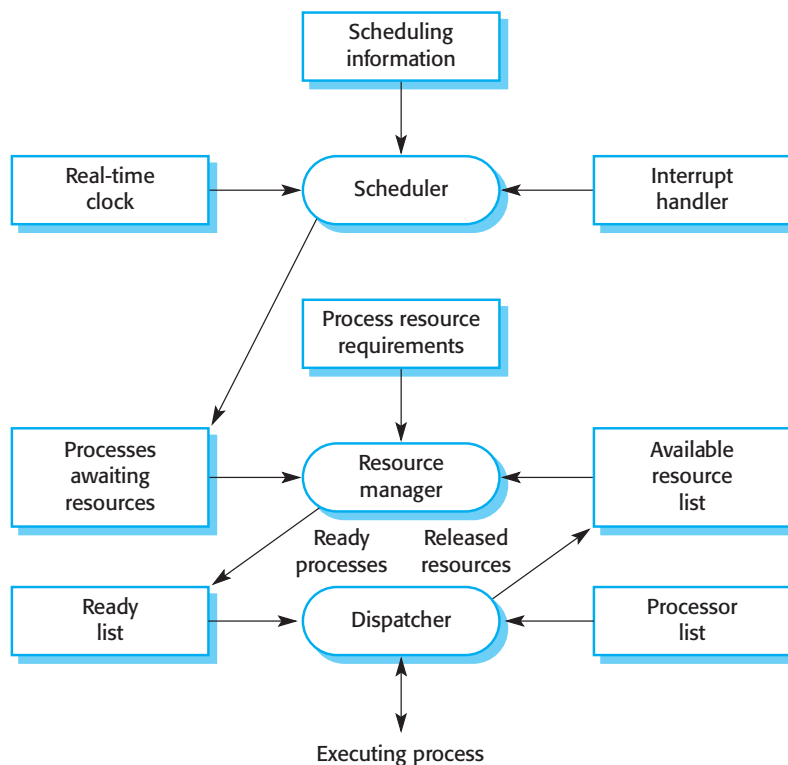 Scheduling
information
Real-time
clock
Scheduler
Interrupt
handler
Process resource
requirements
Processes
awaiting
resources
Resource
manager
Available
resource
list
Ready
processes
Released
resources
Ready
list
Dispatcher
Processor
list
Executing process